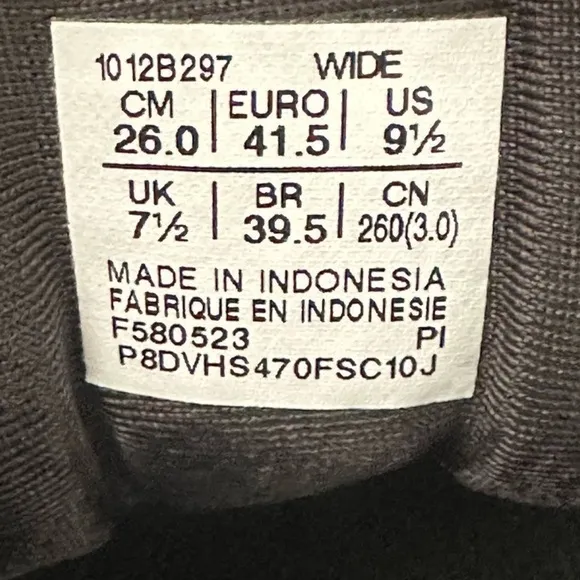 1012B297 WIDE
CM | EURO | US
26.0 | 41.5 | 9½
UK | BR | CN
7½ | 39.5 | 260(3.0)
MADE IN INDONESIA
FABRIQUE EN INDONESIE
F580523 PI
P8DVHS470FSC10J